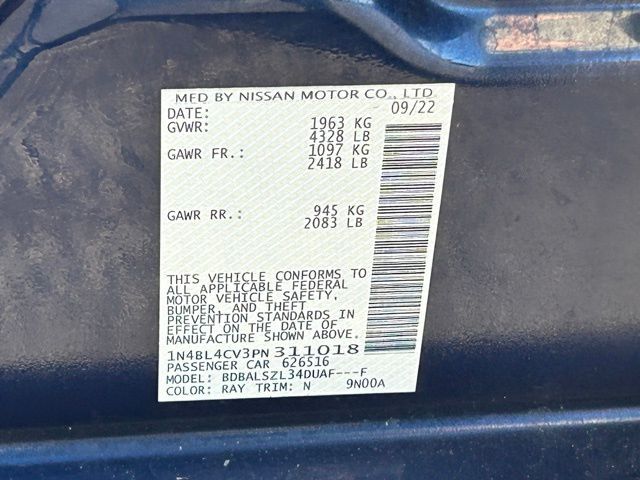 MFD BY NISSAN MOTOR CO., LTD
DATE: 09/22
GVWR: 1963 KG
4328 LB
GAWR FR.: 1097 KG
2418 LB
GAWR RR.: 945 KG
2083 LB
THIS VEHICLE CONFORMS TO
ALL APPLICABLE FEDERAL
MOTOR VEHICLE SAFETY,
BUMPER, AND THEFT
PREVENTION STANDARDS IN
EFFECT ON THE DATE OF
MANUFACTURE SHOWN ABOVE.
1N4BL4CV3PN311018
PASSENGER CAR 626516
MODEL: BDBALSZL34DUAF---F
COLOR: RAY TRIM: N 9N00A